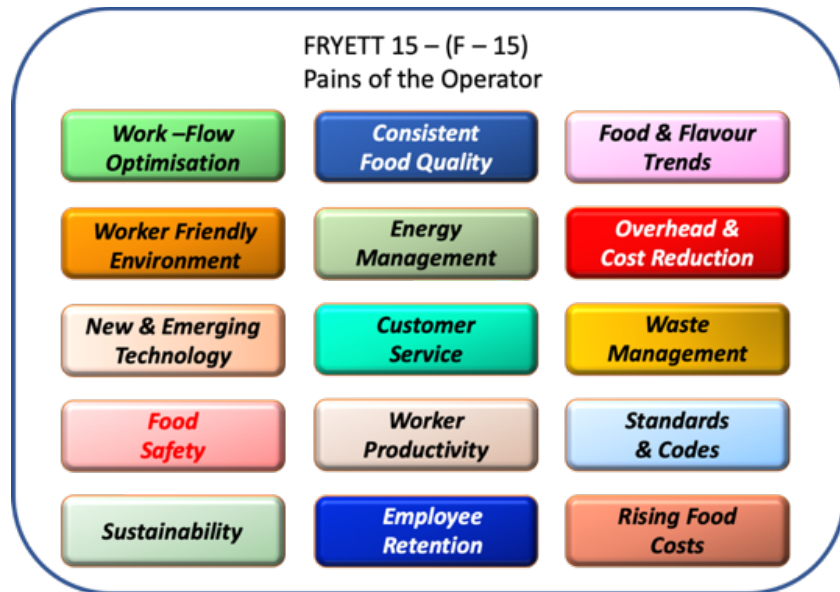 FRYETT 15 – (F – 15)
Pains of the Operator
Work –Flow
Optimisation
Consistent
Food Quality
Food & Flavour
Trends
Worker Friendly
Environment
Energy
Management
Overhead &
Cost Reduction
New & Emerging
Technology
Customer
Service
Waste
Management
Food
Safety
Worker
Productivity
Standards
& Codes
Sustainability
Employee
Retention
Rising Food
Costs